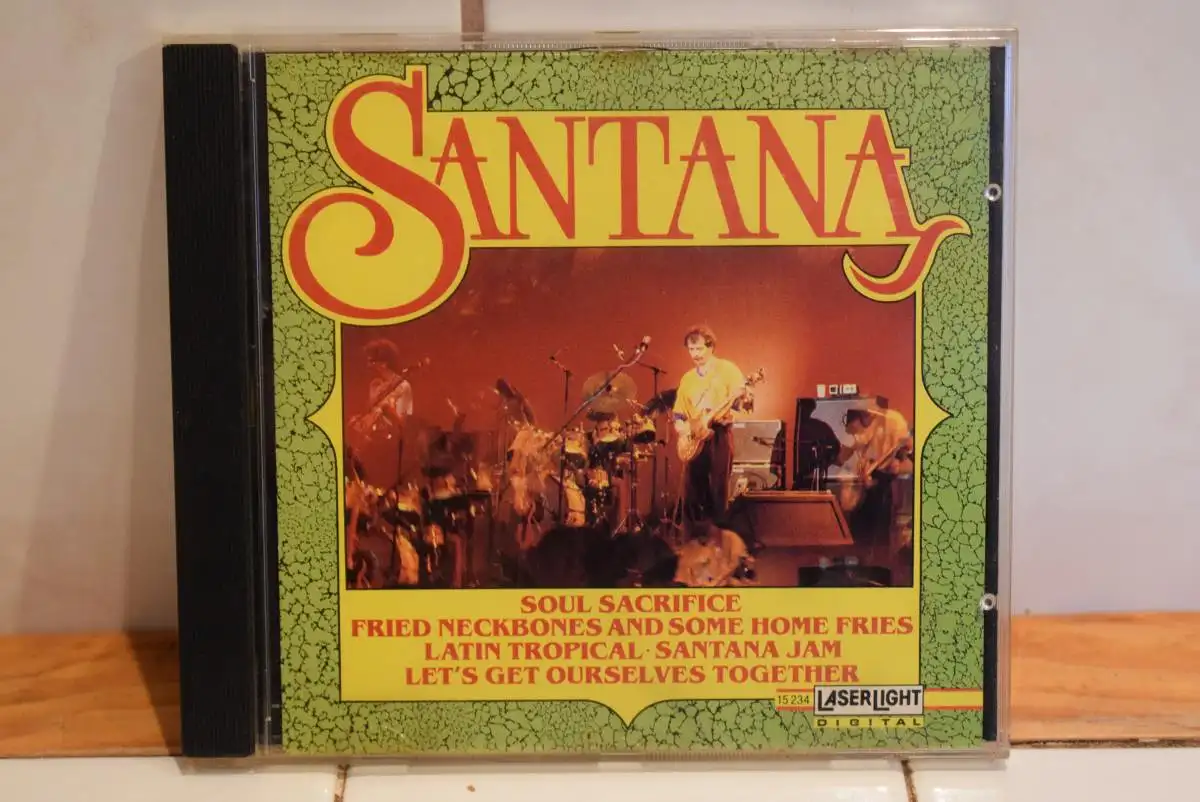 SANTANA
SOUL SACRIFICE
FRIED NECKBONES AND SOME HOME FRIES
LATIN TROPICAL · SANTANA JAM
LET'S GET OURSELVES TOGETHER
15 234 LASERLIGHT
DIGITAL